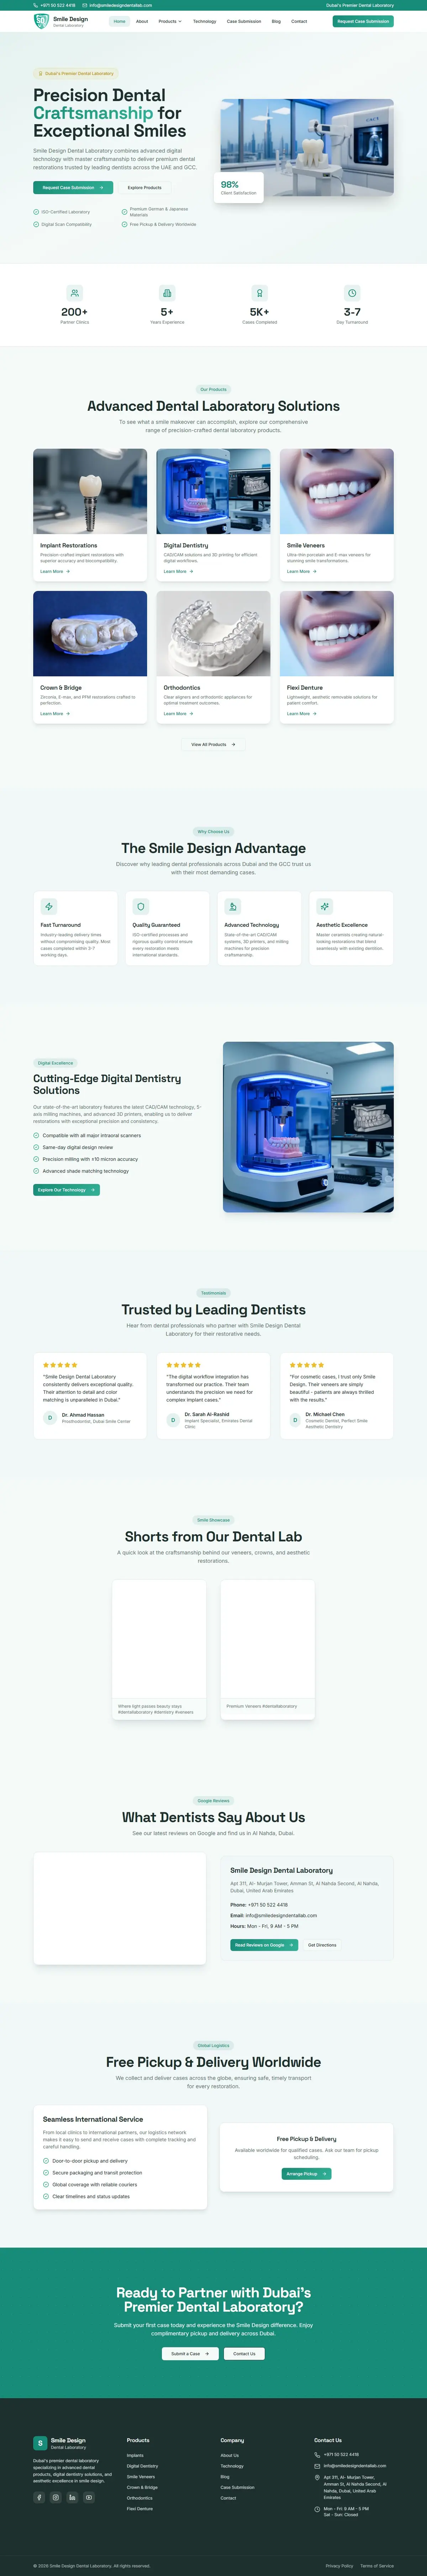 +971 50 522 4418
info@smiledesigndentallab.com
Dubai's Premier Dental Laboratory
Smile Design
Dental Laboratory
Home
About
Products
Technology
Case Submission
Blog
Contact
Request Case Submission
Dubai's Premier Dental Laboratory
Precision Dental
Craftsmanship for
Exceptional Smiles
Smile Design Dental Laboratory combines advanced digital
technology with master craftsmanship to deliver premium dental
restorations trusted by leading dentists across the UAE and GCC.
Request Case Submission
Explore Products
ISO-Certified Laboratory
Premium German & Japanese
Materials
Digital Scan Compatibility
Free Pickup & Delivery Worldwide
98%
Client Satisfaction
200+
Partner Clinics
5+
Years Experience
5K+
Cases Completed
3-7
Day Turnaround
Our Products
Advanced Dental Laboratory Solutions
To see what a smile makeover can accomplish, explore our comprehensive
range of precision-crafted dental laboratory products.
Implant Restorations
Precision-crafted implant restorations with
superior accuracy and biocompatibility.
Learn More
Digital Dentistry
CAD/CAM solutions and 3D printing for efficient
digital workflows.
Learn More
Smile Veneers
Ultra-thin porcelain and E-max veneers for
stunning smile transformations.
Learn More
Crown & Bridge
Zirconia, E-max, and PFM restorations crafted to
perfection.
Learn More
Orthodontics
Clear aligners and orthodontic appliances for
optimal treatment outcomes.
Learn More
Flexi Denture
Lightweight, aesthetic removable solutions for
patient comfort.
Learn More
View All Products
Why Choose Us
The Smile Design Advantage
Discover why leading dental professionals across Dubai and the GCC trust us
with their most demanding cases.
Fast Turnaround
Industry-leading delivery times
without compromising quality. Most
cases completed within 3-7
working days.
Quality Guaranteed
ISO-certified processes and
rigorous quality control ensure
every restoration meets
international standards.
Advanced Technology
State-of-the-art CAD/CAM
systems, 3D printers, and milling
machines for precision
craftsmanship.
Aesthetic Excellence
Master ceramists creating natural-
looking restorations that blend
seamlessly with existing dentition.
Digital Excellence
Cutting-Edge Digital Dentistry
Solutions
Our state-of-the-art laboratory features the latest CAD/CAM technology, 5-
axis milling machines, and advanced 3D printers, enabling us to deliver
restorations with exceptional precision and consistency.
Compatible with all major intraoral scanners
Same-day digital design review
Precision milling with ±10 micron accuracy
Advanced shade matching technology
Explore Our Technology
Testimonials
Trusted by Leading Dentists
Hear from dental professionals who partner with Smile Design Dental
Laboratory for their restorative needs.
"Smile Design Dental Laboratory
consistently delivers exceptional quality.
Their attention to detail and color
matching is unparalleled in Dubai."
D
Dr. Ahmad Hassan
Prosthodontist, Dubai Smile Center
"The digital workflow integration has
transformed our practice. Their team
understands the precision we need for
complex implant cases."
D
Dr. Sarah Al-Rashid
Implant Specialist, Emirates Dental
Clinic
"For cosmetic cases, I trust only Smile
Design. Their veneers are simply
beautiful - patients are always thrilled
with the results."
D
Dr. Michael Chen
Cosmetic Dentist, Perfect Smile
Aesthetic Dentistry
Smile Showcase
Shorts from Our Dental Lab
A quick look at the craftsmanship behind our veneers, crowns, and aesthetic
restorations.
Where light passes beauty stays
#dentallaboratory #dentistry #veneers
Premium Veneers #dentallaboratory
Google Reviews
What Dentists Say About Us
See our latest reviews on Google and find us in Al Nahda, Dubai.
Smile Design Dental Laboratory
Apt 311, Al- Murjan Tower, Amman St, Al Nahda Second, Al Nahda,
Dubai, United Arab Emirates
Phone: +971 50 522 4418
Email: info@smiledesigndentallab.com
Hours: Mon - Fri, 9 AM - 5 PM
Read Reviews on Google
Get Directions
Global Logistics
Free Pickup & Delivery Worldwide
We collect and deliver cases across the globe, ensuring safe, timely transport
for every restoration.
Seamless International Service
From local clinics to international partners, our logistics network
makes it easy to send and receive cases with complete tracking and
careful handling.
Door-to-door pickup and delivery
Secure packaging and transit protection
Global coverage with reliable couriers
Clear timelines and status updates
Free Pickup & Delivery
Available worldwide for qualified cases. Ask our team for pickup
scheduling.
Arrange Pickup
Ready to Partner with Dubai's
Premier Dental Laboratory?
Submit your first case today and experience the Smile Design difference. Enjoy
complimentary pickup and delivery across Dubai.
Submit a Case
Contact Us
S
Smile Design
Dental Laboratory
Dubai's premier dental laboratory
specializing in advanced dental
products, digital dentistry solutions, and
aesthetic excellence in smile design.
Products
Implants
Digital Dentistry
Smile Veneers
Crown & Bridge
Orthodontics
Flexi Denture
Company
About Us
Technology
Blog
Case Submission
Contact
Contact Us
+971 50 522 4418
info@smiledesigndentallab.com
Apt 311, Al- Murjan Tower,
Amman St, Al Nahda Second, Al
Nahda, Dubai, United Arab
Emirates
Mon - Fri: 9 AM - 5 PM
Sat - Sun: Closed
© 2026 Smile Design Dental Laboratory. All rights reserved.
Privacy Policy
Terms of Service